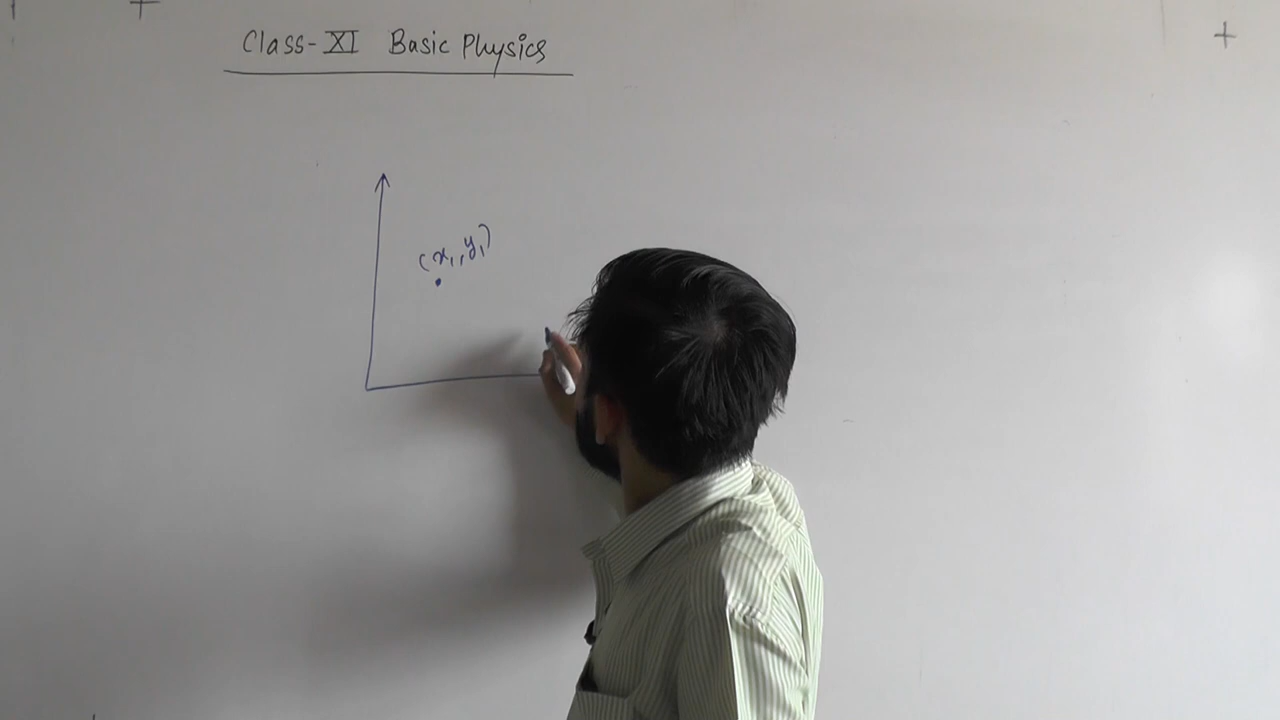 Class-XI Basic Physics
(x₁, y₁)